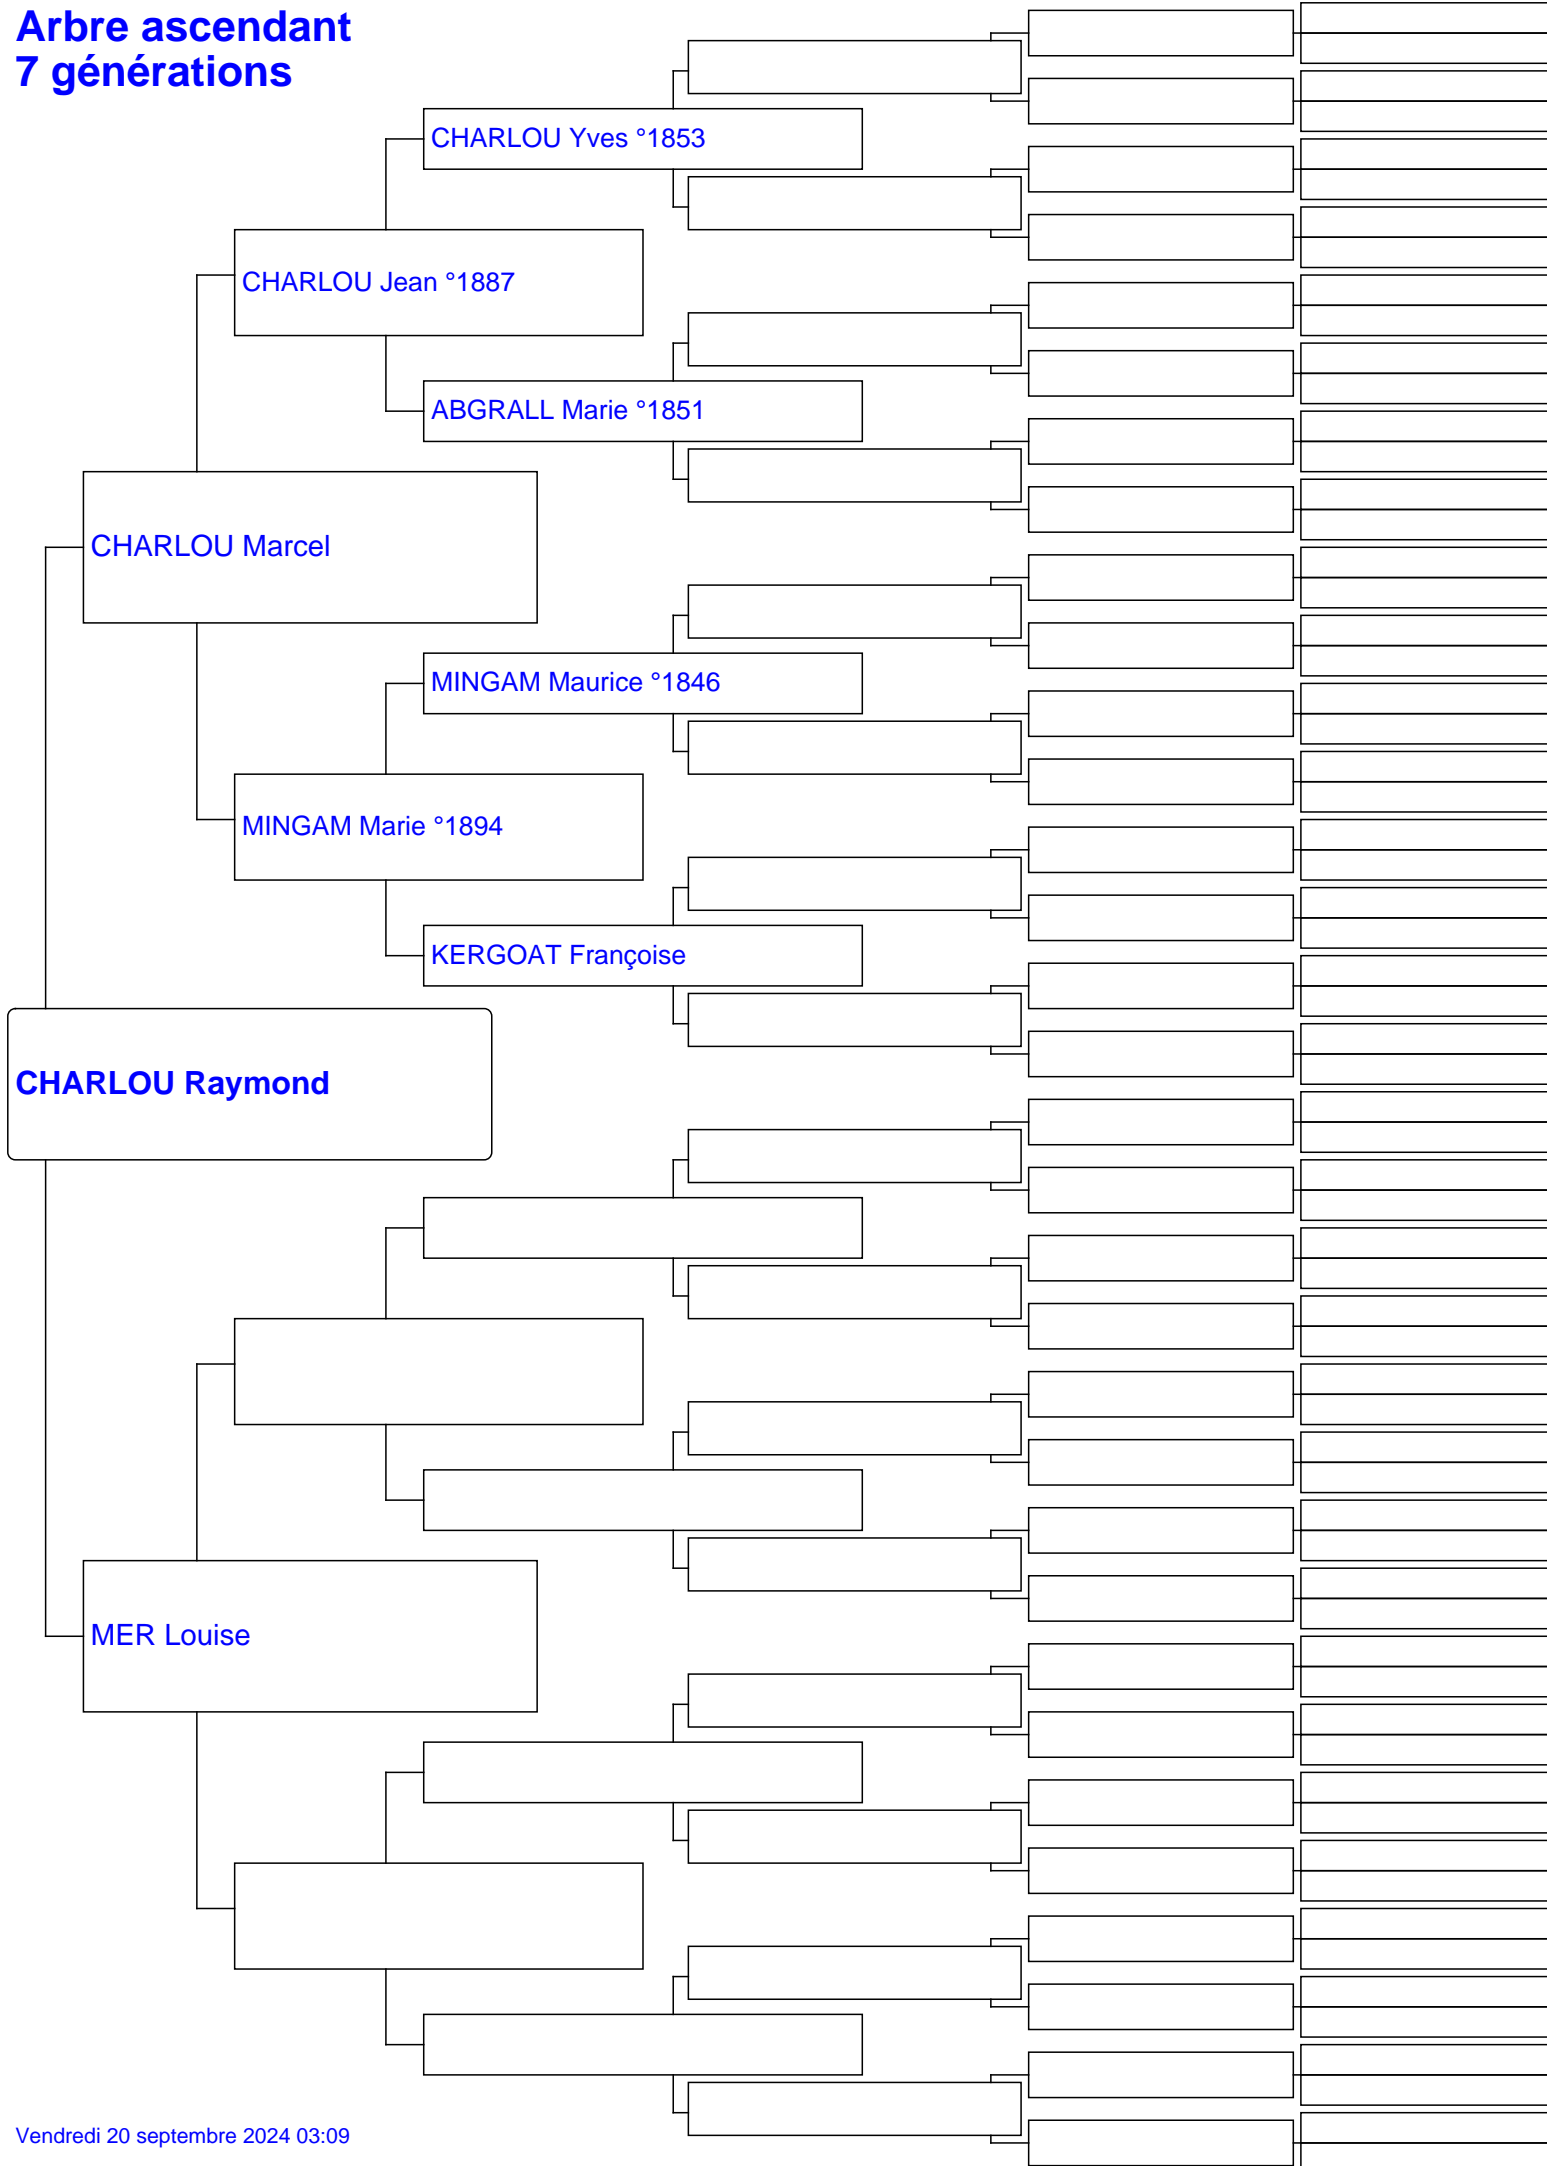 Arbre ascendant
7 générations
CHARLOU Yves °1853
CHARLOU Jean °1887
ABGRALL Marie °1851
CHARLOU Marcel
MINGAM Maurice °1846
MINGAM Marie °1894
KERGOAT Françoise
CHARLOU Raymond
MER Louise
Vendredi 20 septembre 2024 03:09